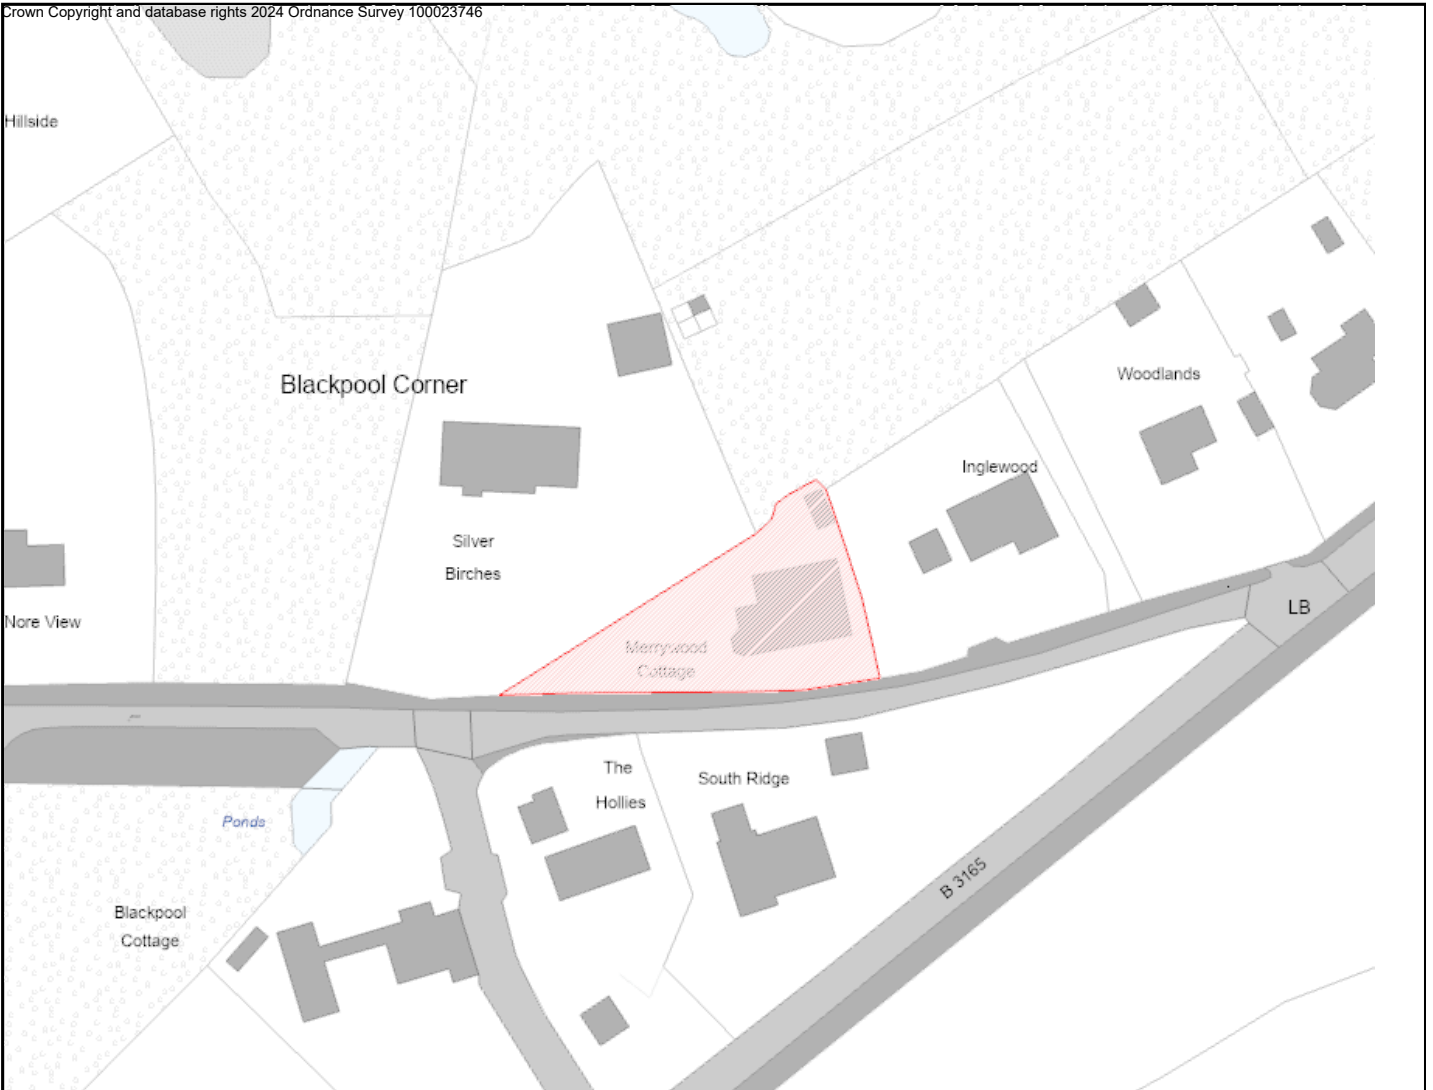 Crown Copyright and database rights 2024 Ordnance Survey 100023746
Hillside
Blackpool Corner
Woodlands
Inglewood
Silver
Birches
Nore View
LB
Merrywood
Cottage
The
Hollies
South Ridge
Ponds
B 3165
Blackpool
Cottage